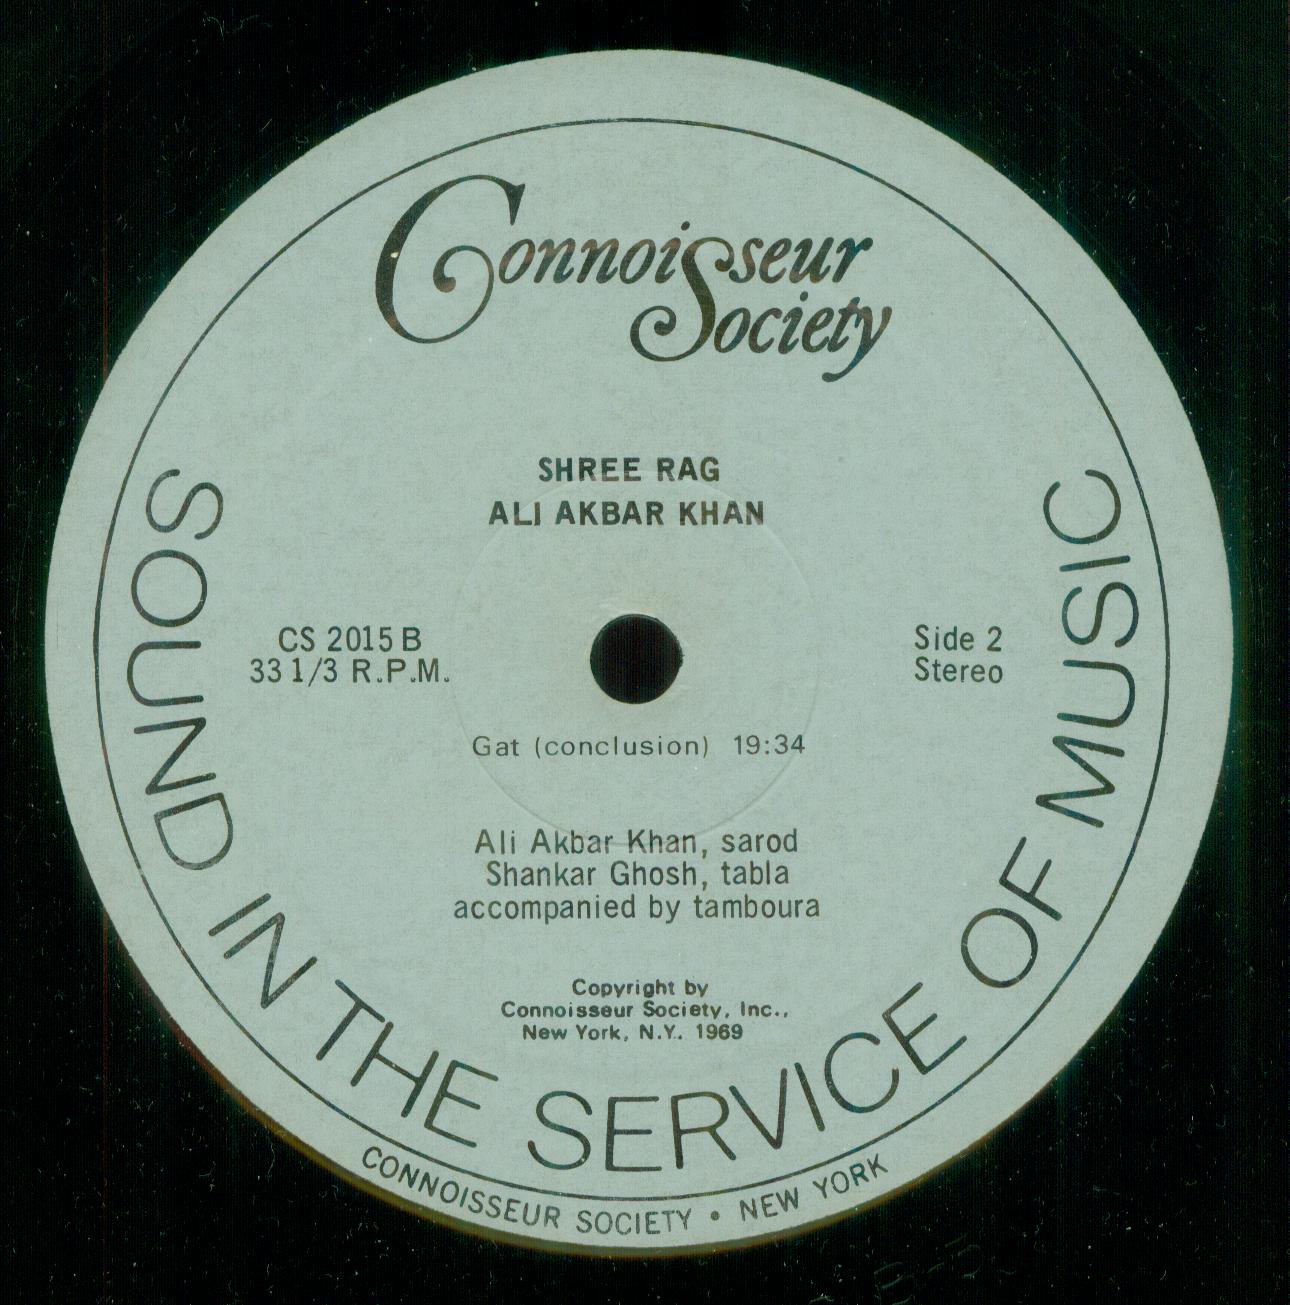 Connoisseur
Society
SHREE RAG
ALI AKBAR KHAN
CS 2015 B
33 1/3 R.P.M.
Side 2
Stereo
Gat (conclusion) 19:34
Ali Akbar Khan, sarod
Shankar Ghosh, tabla
accompanied by tamboura
Copyright by
Connoisseur Society, Inc.,
New York, N.Y. 1969
SOUND IN THE SERVICE OF MUSIC
CONNOISSEUR SOCIETY • NEW YORK